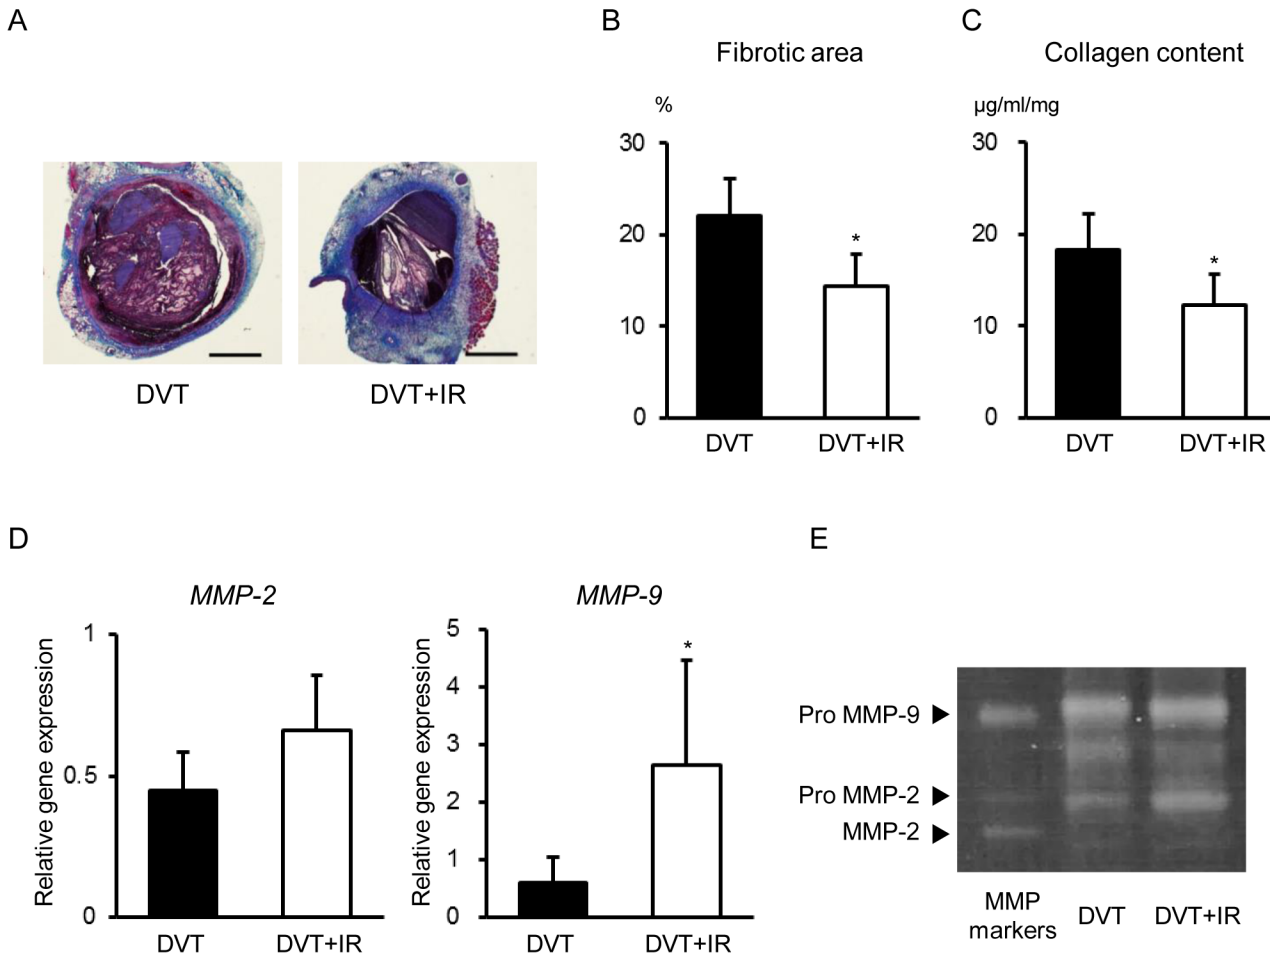 A
DVT
DVT+IR
B
Fibrotic area
%
30
20
10
0
*
DVT
DVT+IR
C
Collagen content
µg/ml/mg
30
20
10
0
*
DVT
DVT+IR
D
MMP-2
Relative gene expression
1
0.5
0
DVT
DVT+IR
MMP-9
Relative gene expression
5
4
3
2
1
0
*
DVT
DVT+IR
E
Pro MMP-9 ▶
Pro MMP-2 ▶
MMP-2 ▶
MMP
markers
DVT
DVT+IR